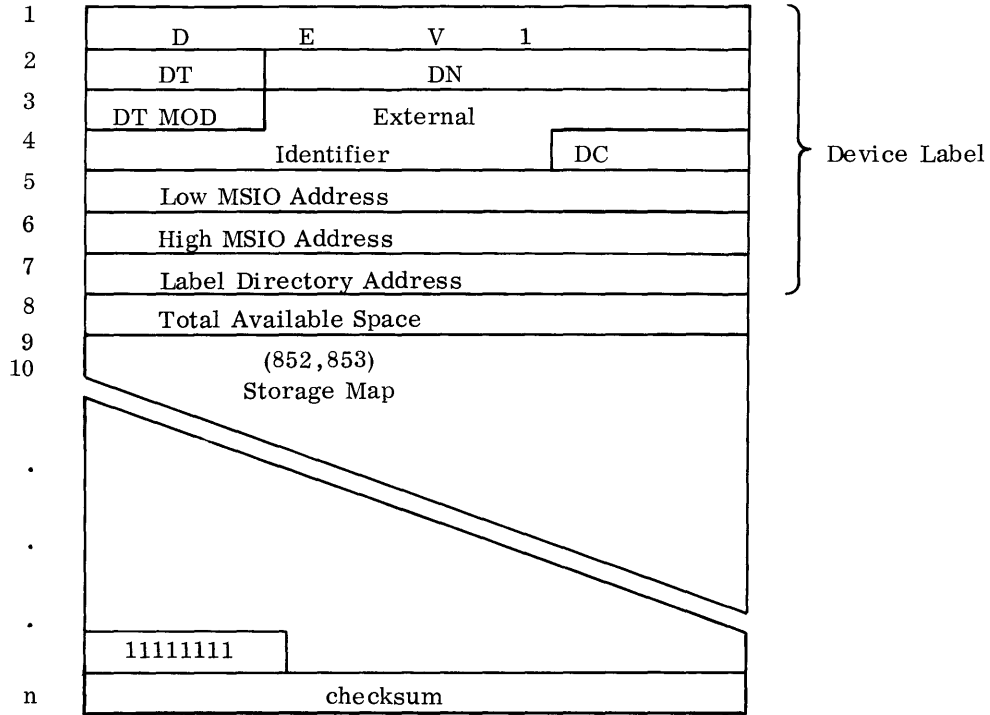 1
D E V 1
2
DT DN
3
DT MOD External
4
Identifier DC
Device Label
5
Low MSIO Address
6
High MSIO Address
7
Label Directory Address
8
Total Available Space
9
(852,853)
10
Storage Map
.
.
.
11111111
n
checksum